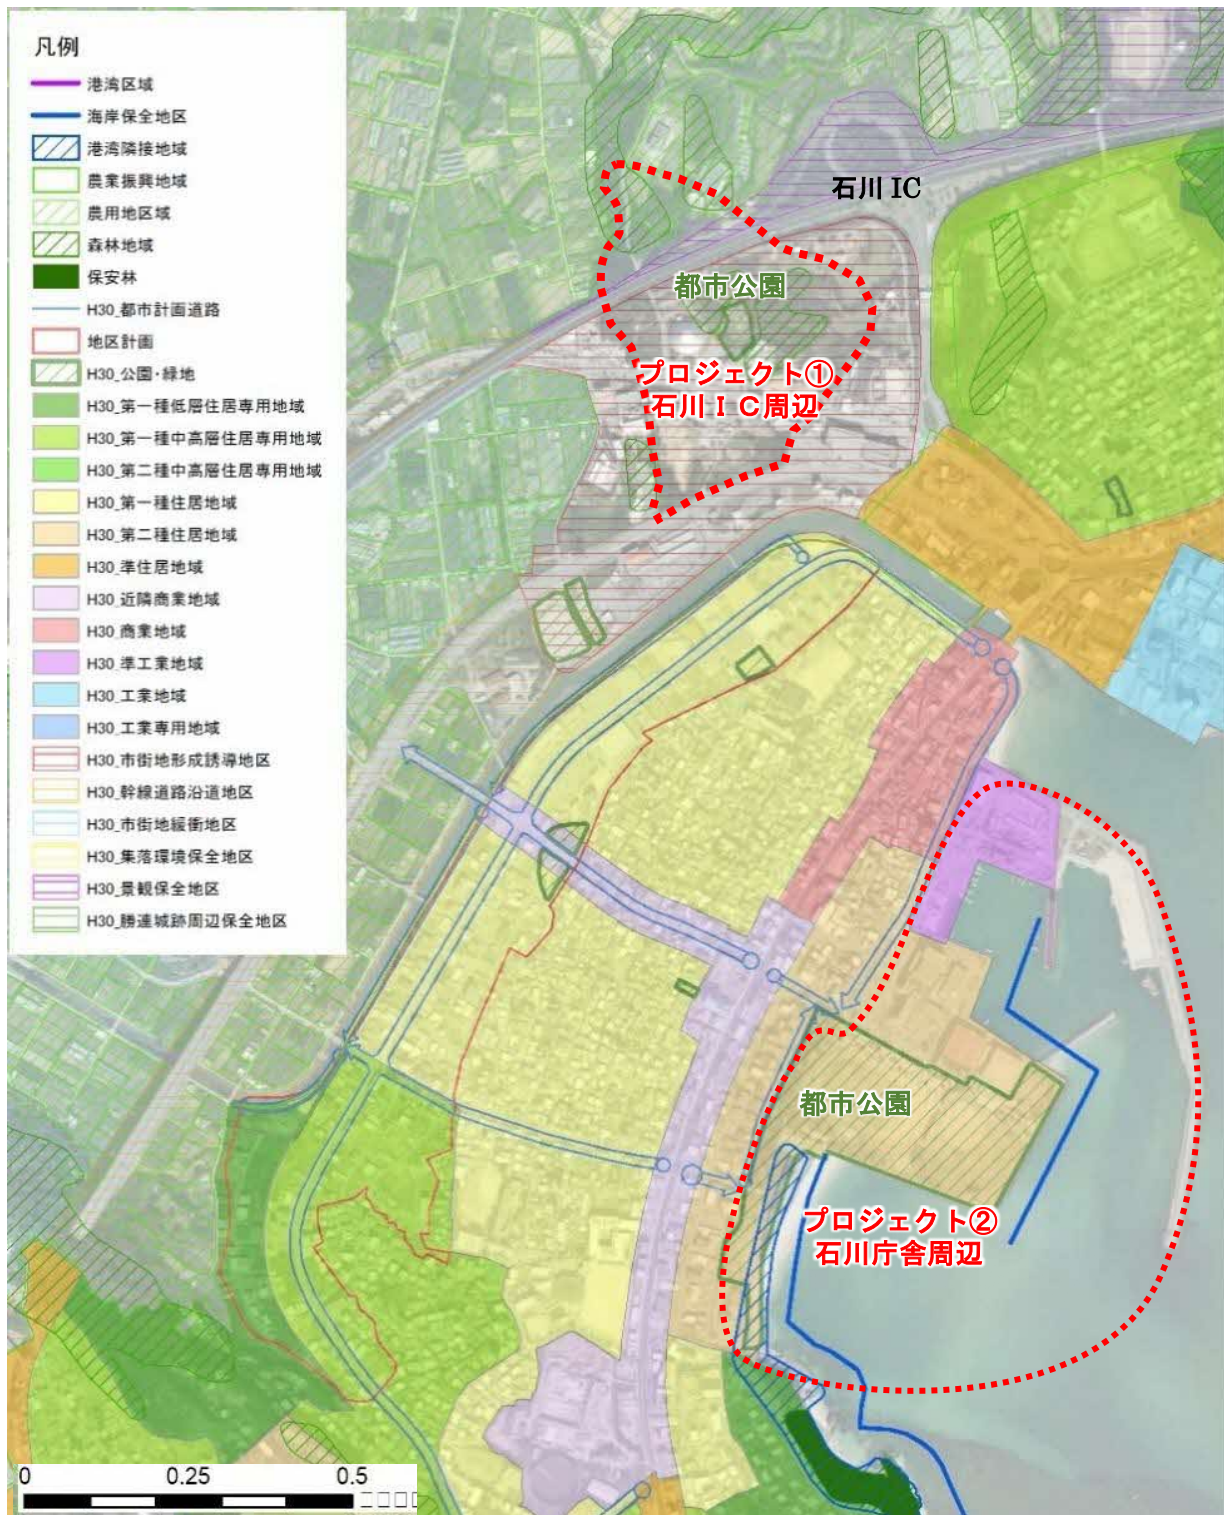 凡例
港湾区域
海岸保全地区
港湾隣接地域
農業振興地域
農用地区域
森林地域
保安林
H30_都市計画道路
地区計画
H30_公園・緑地
H30_第一種低層住居専用地域
H30_第一種中高層住居専用地域
H30_第二種中高層住居専用地域
H30_第一種住居地域
H30_第二種住居地域
H30_準住居地域
H30_近隣商業地域
H30_商業地域
H30_準工業地域
H30_工業地域
H30_工業専用地域
H30_市街地形成誘導地区
H30_幹線道路沿道地区
H30_市街地緩衝地区
H30_集落環境保全地区
H30_景観保全地区
H30_勝連城跡周辺保全地区
石川 IC
都市公園
プロジェクト①
石川ＩＣ周辺
都市公園
プロジェクト②
石川庁舎周辺
0 0.25 0.5